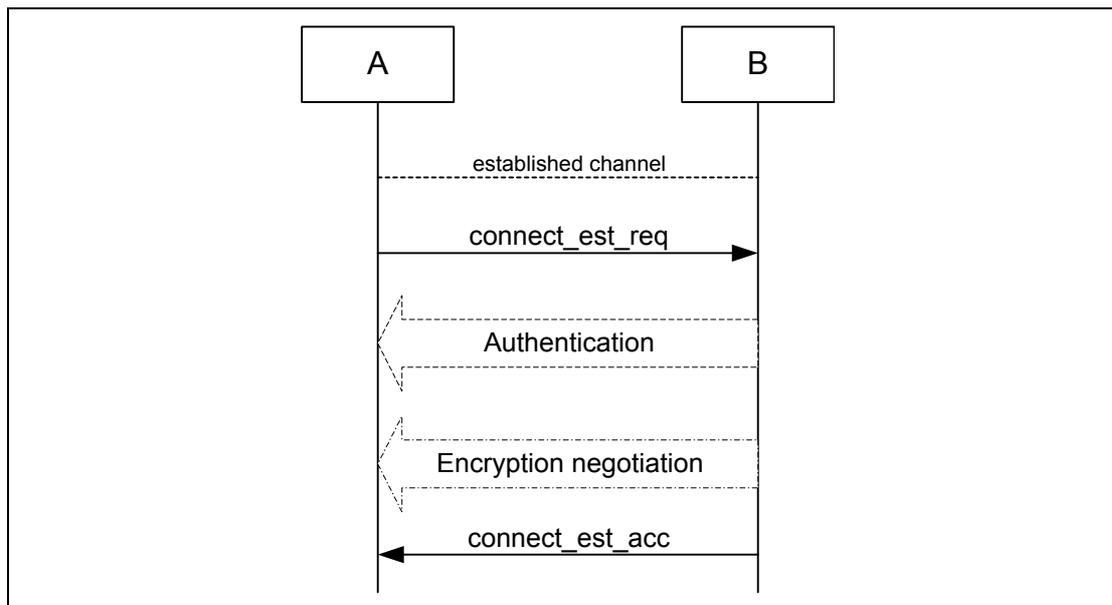 A
B
established channel
connect_est_req
Authentication
Encryption negotiation
connect_est_acc